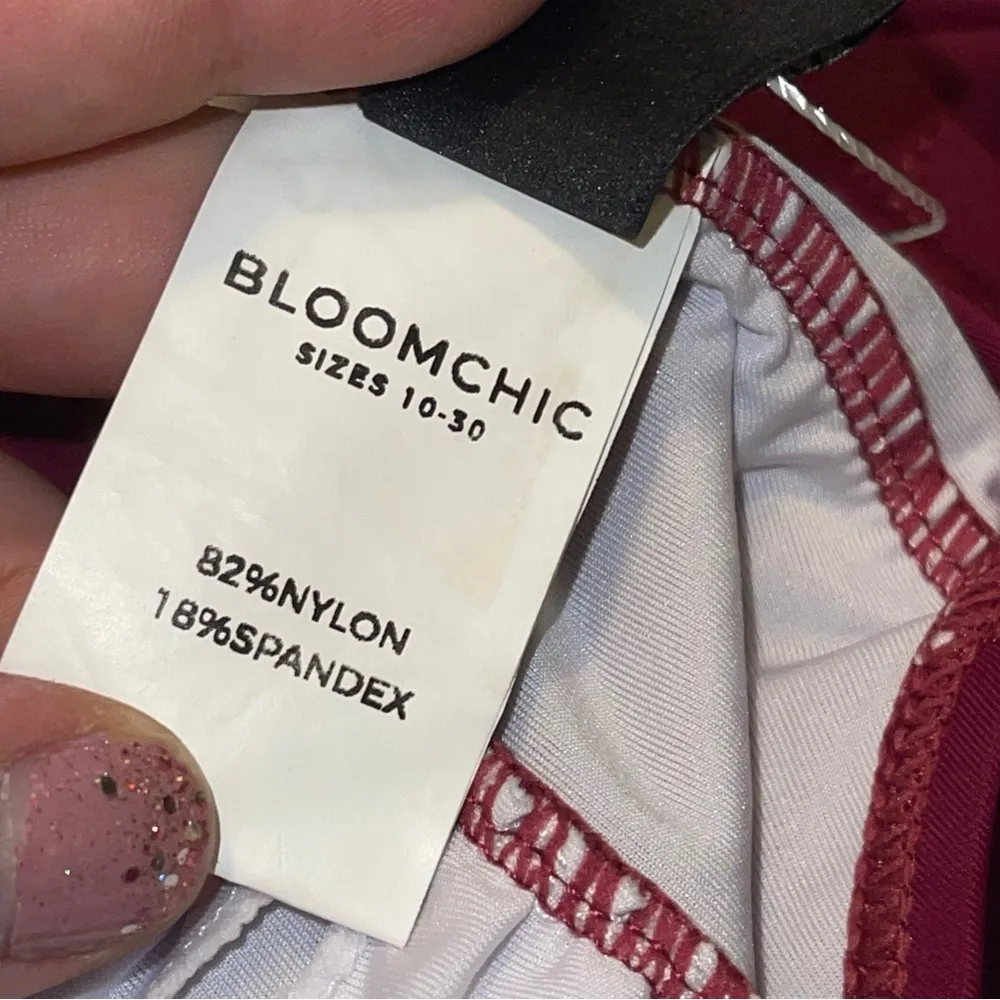 BLOOMCHIC
SIZES 10-30
82%NYLON
18%SPANDEX